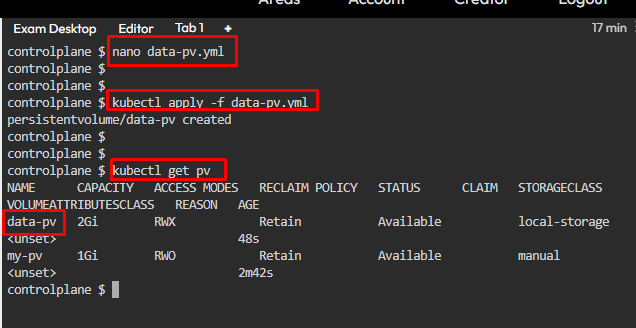 Areas Account Creator Logout
Exam Desktop Editor Tab 1 + 17 min
controlplane $ nano data-pv.yml
controlplane $
controlplane $
controlplane $ kubectl apply -f data-pv.yml
persistentvolume/data-pv created
controlplane $
controlplane $
controlplane $ kubectl get pv
NAME CAPACITY ACCESS MODES RECLAIM POLICY STATUS CLAIM STORAGECLASS
VOLUMEATTRIBUTESCLASS REASON AGE
data-pv 2Gi RWX Retain Available local-storage
<unset> 48s
my-pv 1Gi RWO Retain Available manual
<unset> 2m42s
controlplane $